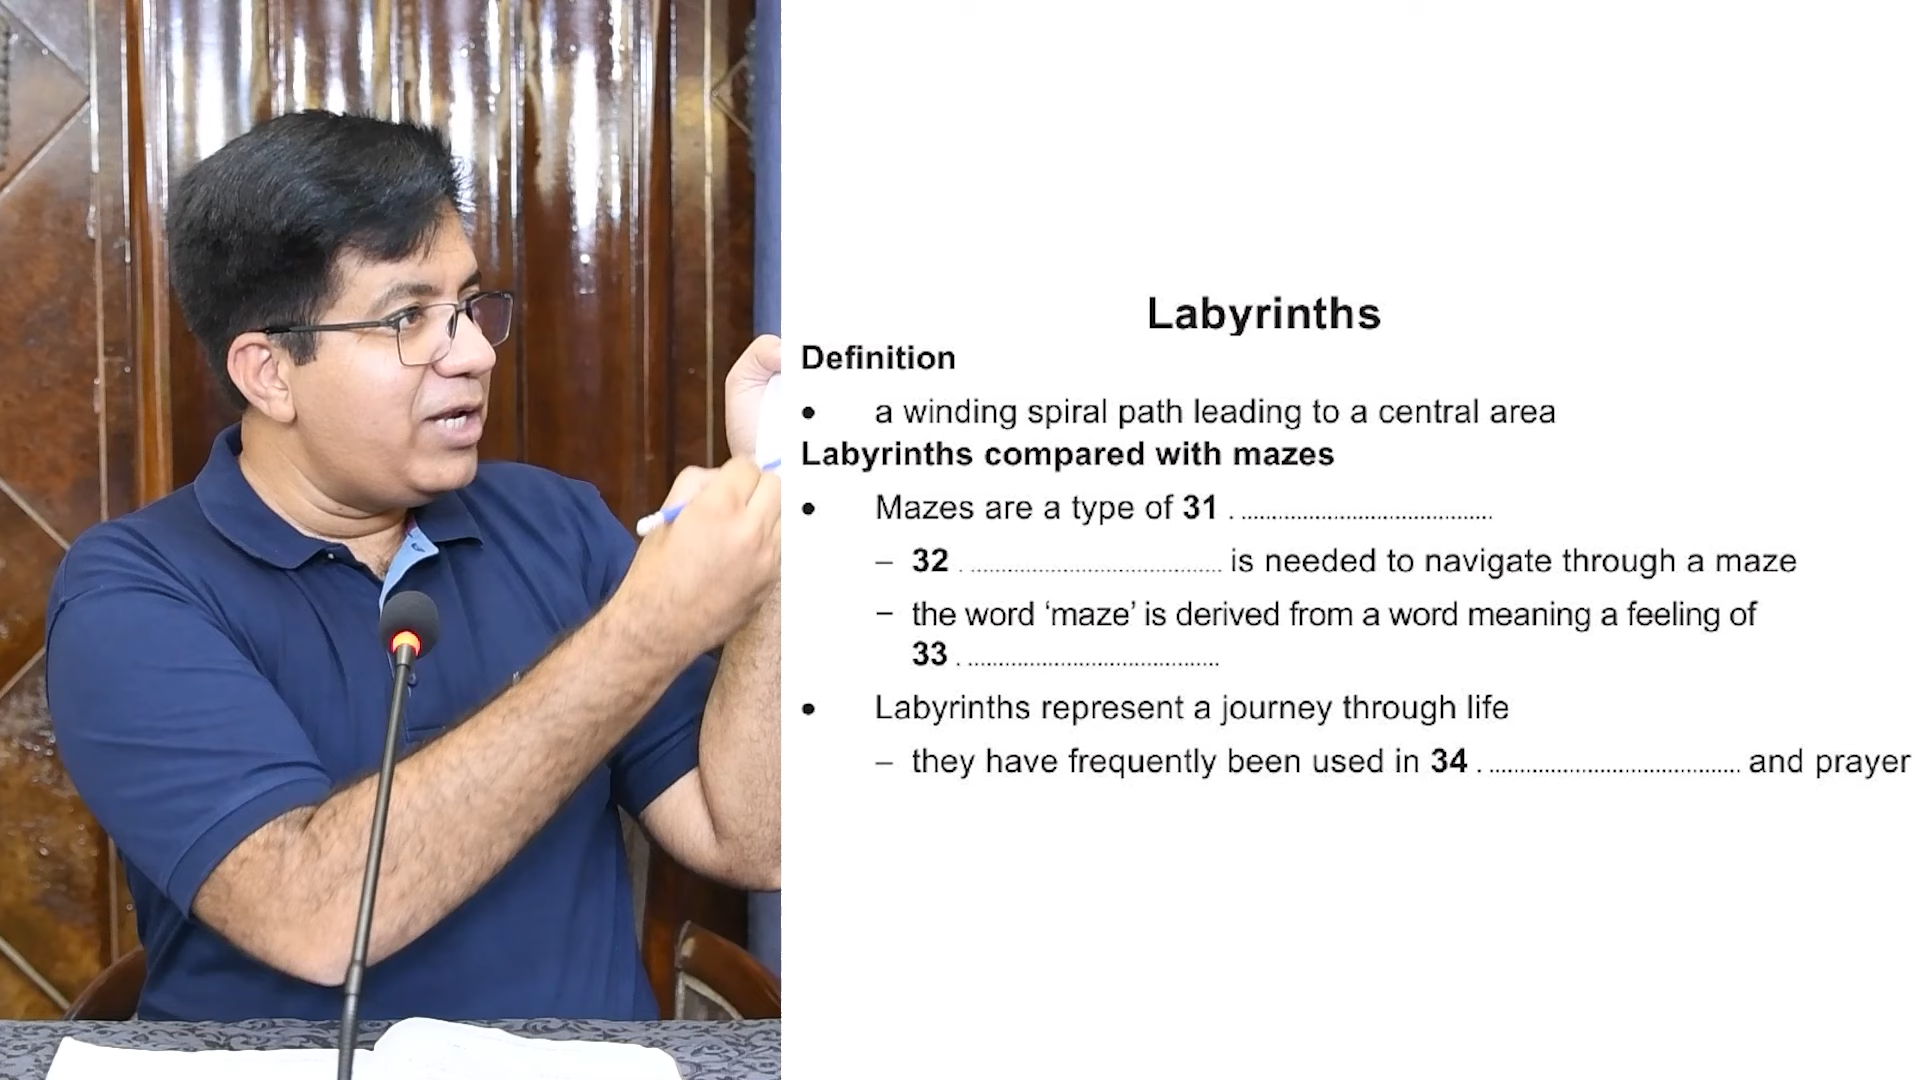 Labyrinths
Definition
• a winding spiral path leading to a central area
Labyrinths compared with mazes
• Mazes are a type of 31 . ..........................................
– 32 . .......................................... is needed to navigate through a maze
– the word ‘maze’ is derived from a word meaning a feeling of
33 . ..........................................
• Labyrinths represent a journey through life
– they have frequently been used in 34 . .......................................... and prayer